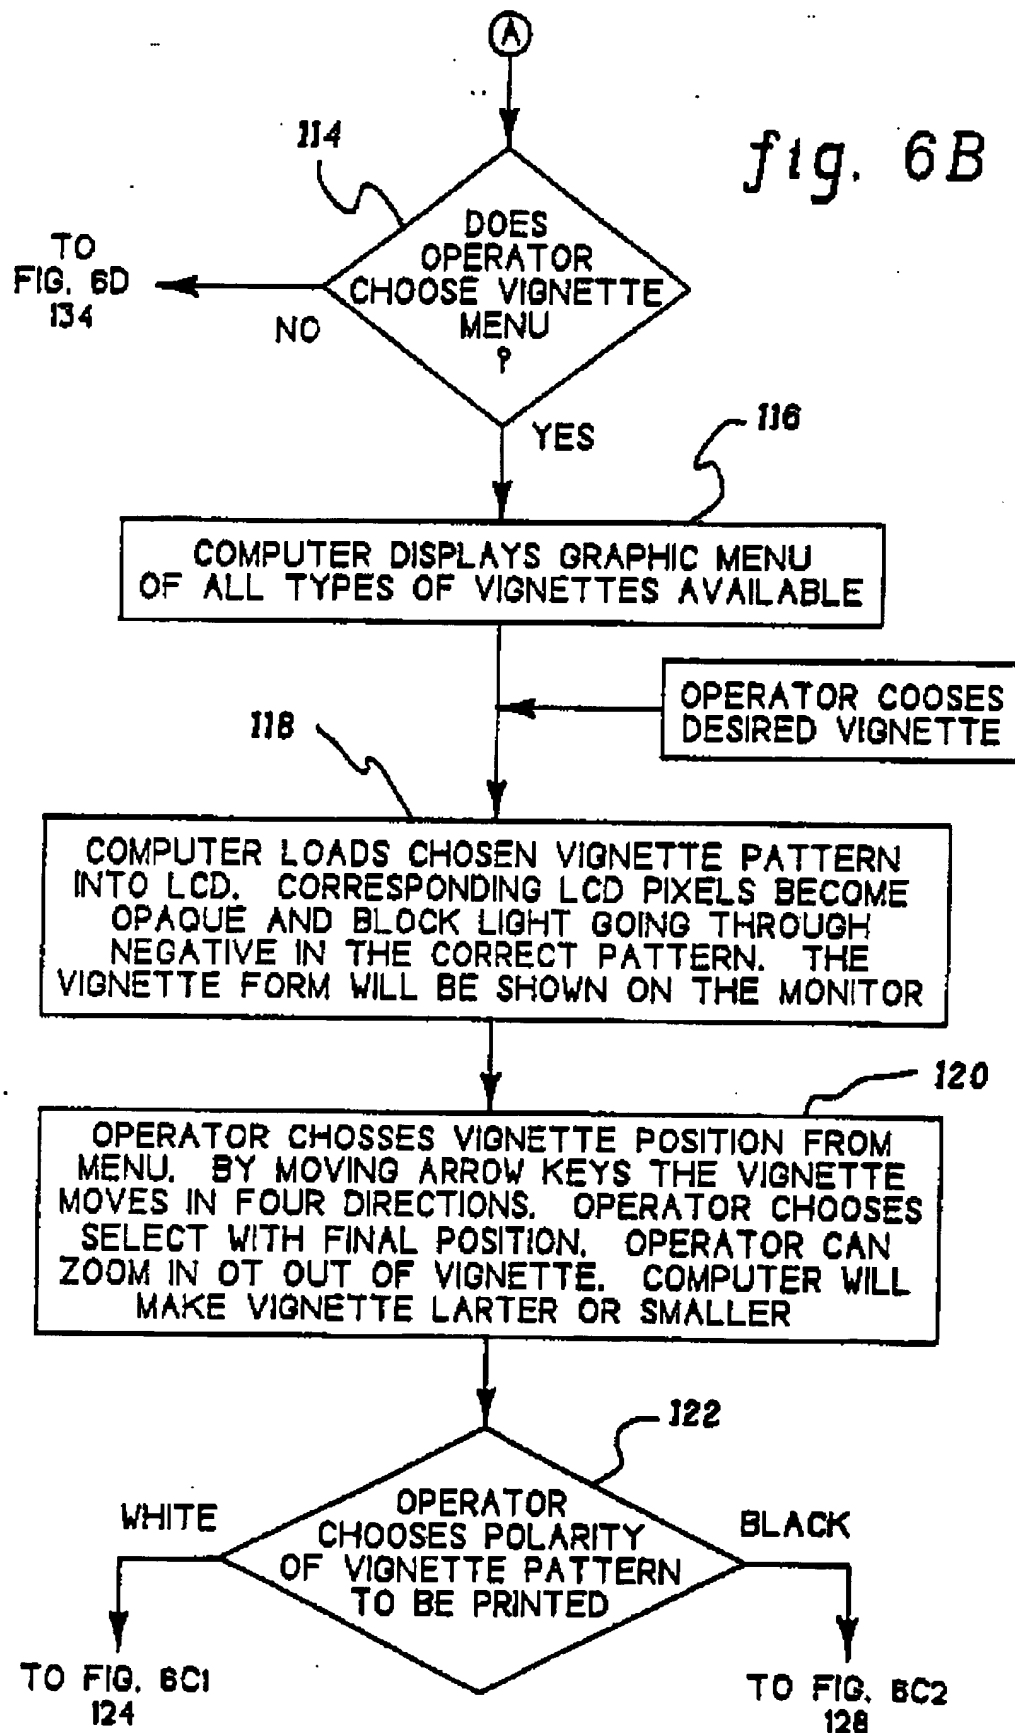 A
fig. 6B
114
DOES
OPERATOR
CHOOSE VIGNETTE
MENU
?
TO
FIG. 6D
134
NO
YES
116
COMPUTER DISPLAYS GRAPHIC MENU
OF ALL TYPES OF VIGNETTES AVAILABLE
OPERATOR COOSES
DESIRED VIGNETTE
118
COMPUTER LOADS CHOSEN VIGNETTE PATTERN
INTO LCD. CORRESPONDING LCD PIXELS BECOME
OPAQUE AND BLOCK LIGHT GOING THROUGH
NEGATIVE IN THE CORRECT PATTERN. THE
VIGNETTE FORM WILL BE SHOWN ON THE MONITOR
120
OPERATOR CHOSSES VIGNETTE POSITION FROM
MENU. BY MOVING ARROW KEYS THE VIGNETTE
MOVES IN FOUR DIRECTIONS. OPERATOR CHOOSES
SELECT WITH FINAL POSITION. OPERATOR CAN
ZOOM IN OT OUT OF VIGNETTE. COMPUTER WILL
MAKE VIGNETTE LARTER OR SMALLER
122
OPERATOR
CHOOSES POLARITY
OF VIGNETTE PATTERN
TO BE PRINTED
WHITE
BLACK
TO FIG. 6C1
124
TO FIG. 6C2
128